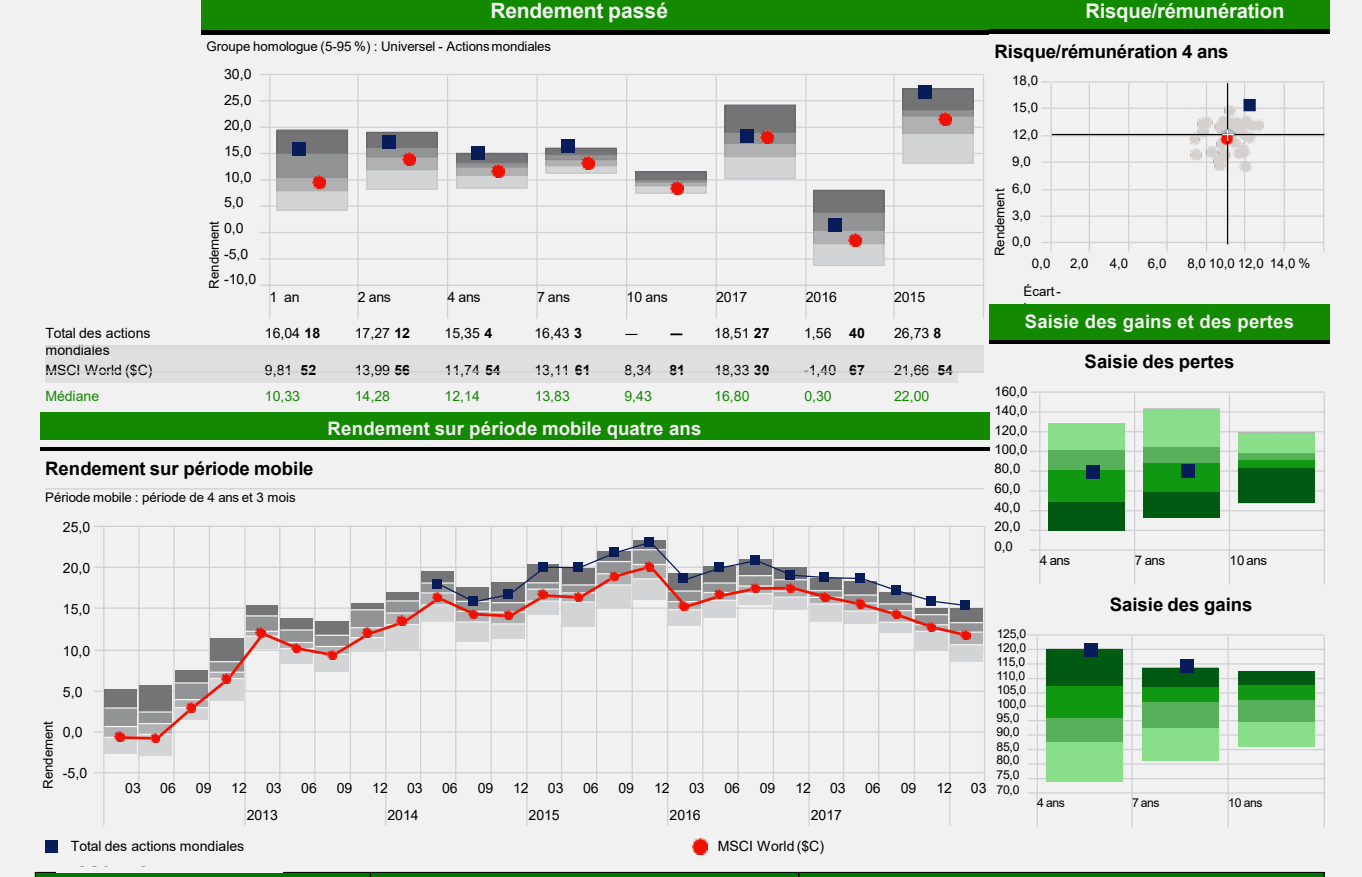 Rendement passé
Risque/rémunération
Groupe homologue (5-95 %) : Universel - Actions mondiales
30,0
25,0
20,0
15,0
10,0
5,0
0,0
-5,0
-10,0
Rendement
1 an 2 ans 4 ans 7 ans 10 ans 2017 2016 2015
Total des actions mondiales 16,04 18 17,27 12 15,35 4 16,43 3 — — 18,51 27 1,56 40 26,73 8
MSCI World ($C) 9,81 52 13,99 56 11,74 54 13,11 61 8,34 81 18,33 30 -1,40 67 21,66 54
Médiane 10,33 14,28 12,14 13,83 9,43 16,80 0,30 22,00
Risque/rémunération 4 ans
18,0
15,0
12,0
9,0
6,0
3,0
0,0
Rendement
0,0 2,0 4,0 6,0 8,0 10,0 12,0 14,0 %
Écart-
Saisie des gains et des pertes
Saisie des pertes
160,0
140,0
120,0
100,0
80,0
60,0
40,0
20,0
0,0
4 ans 7 ans 10 ans
Rendement sur période mobile quatre ans
Rendement sur période mobile
Période mobile : période de 4 ans et 3 mois
25,0
20,0
15,0
10,0
5,0
0,0
-5,0
Rendement
03 06 09 12 03 06 09 12 03 06 09 12 03 06 09 12 03 06 09 12 03 06 09 12 03
2013 2014 2015 2016 2017
Saisie des gains
125,0
120,0
115,0
110,0
105,0
100,0
95,0
90,0
85,0
80,0
75,0
70,0
4 ans 7 ans 10 ans
Total des actions mondiales
MSCI World ($C)